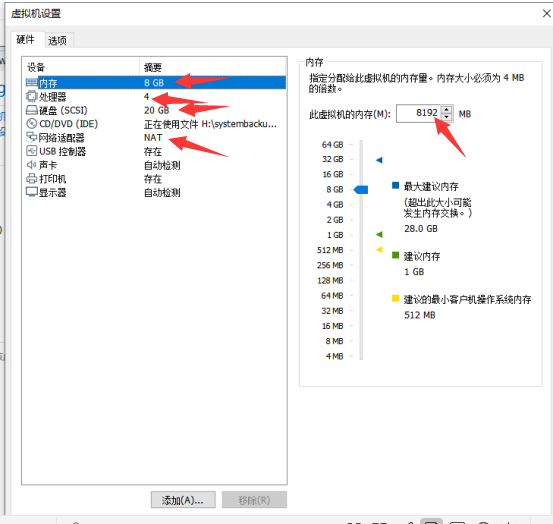 虚拟机设置
硬件 选项
设备 摘要
内存 8 GB
处理器 4
硬盘 (SCSI) 20 GB
CD/DVD (IDE) 正在使用文件 H:\systembacku...
网络适配器 NAT
USB 控制器 存在
声卡 自动检测
打印机 存在
显示器 自动检测
添加(A)... 移除(R)
内存
指定分配给此虚拟机的内存量。内存大小必须为 4 MB
的倍数。
此虚拟机的内存(M): 8192 MB
64 GB
32 GB
16 GB
8 GB
4 GB
2 GB
1 GB
512 MB
256 MB
128 MB
64 MB
32 MB
16 MB
8 MB
4 MB
最大建议内存
(超出此大小可能
发生内存交换。)
28.0 GB
建议内存
1 GB
建议的最小客户机操作系统内存
512 MB